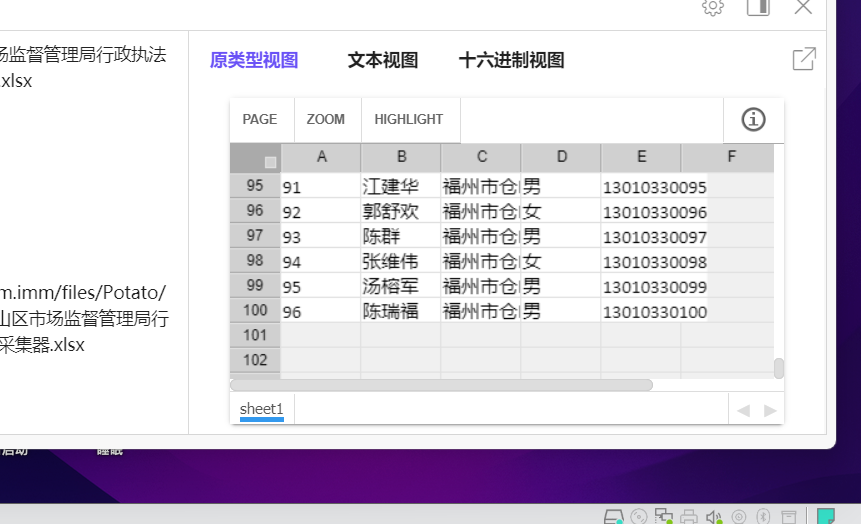 场监督管理局行政执法
.xlsx
m.imm/files/Potato/
山区市场监督管理局行
采集器.xlsx
原类型视图 文本视图 十六进制视图
PAGE ZOOM HIGHLIGHT
A B C D E F
95 91 江建华 福州市仓 男 13010330095
96 92 郭舒欢 福州市仓 女 13010330096
97 93 陈群 福州市仓 男 13010330097
98 94 张维伟 福州市仓 女 13010330098
99 95 汤榕军 福州市仓 男 13010330099
100 96 陈瑞福 福州市仓 男 13010330100
101
102
sheet1
启动 睡眠